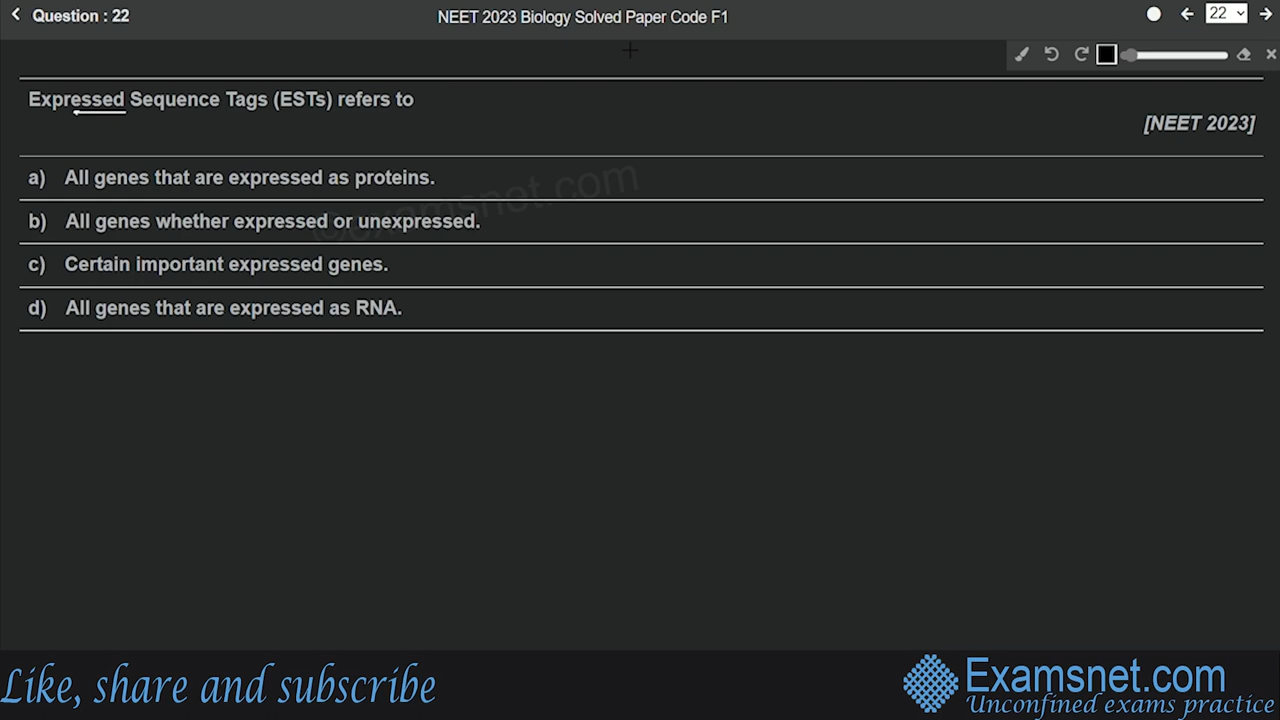 Question : 22
NEET 2023 Biology Solved Paper Code F1
22
Expressed Sequence Tags (ESTs) refers to
[NEET 2023]
a) All genes that are expressed as proteins.
b) All genes whether expressed or unexpressed.
c) Certain important expressed genes.
d) All genes that are expressed as RNA.
©examsnet.com
Like, share and subscribe
Examsnet.com
Unconfined exams practice